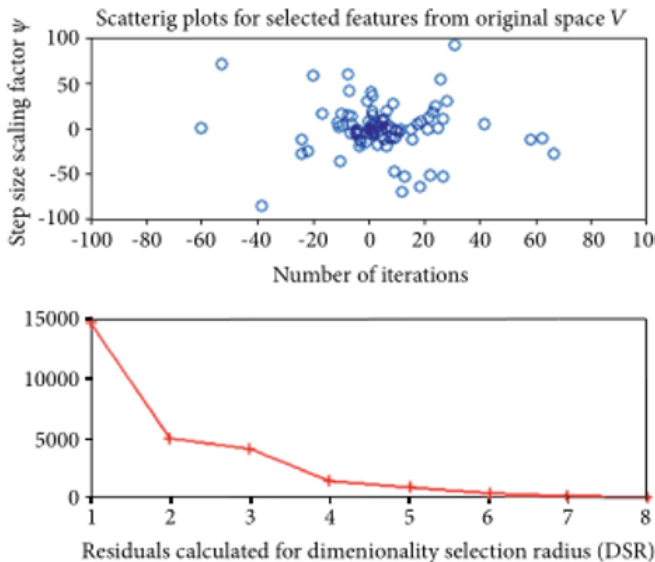 Scatterig plots for selected features from original space V
Step size scaling factor ψ
100
50
0
-50
-100
-100 -80 -60 -40 -20 0 20 40 60 80 10
Number of iterations
15000
10000
5000
0
1 2 3 4 5 6 7 8
Residuals calculated for dimenionality selection radius (DSR)